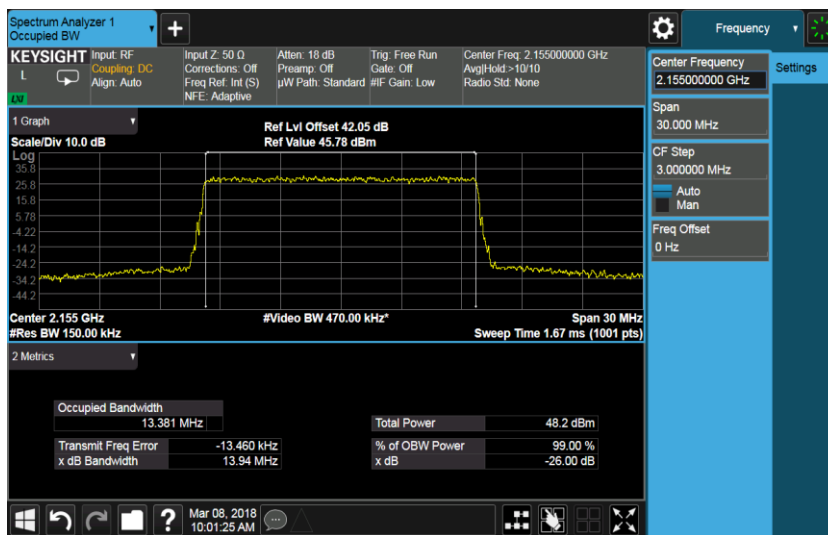 Spectrum Analyzer 1
Occupied BW
Frequency
KEYSIGHT
L
LXI
Input: RF
Coupling: DC
Align: Auto
Input Z: 50 Ω
Corrections: Off
Freq Ref: Int (S)
NFE: Adaptive
Atten: 18 dB
Preamp: Off
µW Path: Standard
Trig: Free Run
Gate: Off
#IF Gain: Low
Center Freq: 2.155000000 GHz
Avg|Hold:>10/10
Radio Std: None
Center Frequency
2.155000000 GHz
Settings
Span
30.000 MHz
CF Step
3.000000 MHz
Auto
Man
Freq Offset
0 Hz
1 Graph
Scale/Div 10.0 dB
Ref Lvl Offset 42.05 dB
Ref Value 45.78 dBm
Log
35.8
25.8
15.8
5.78
-4.22
-14.2
-24.2
-34.2
-44.2
Center 2.155 GHz
#Video BW 470.00 kHz*
Span 30 MHz
#Res BW 150.00 kHz
Sweep Time 1.67 ms (1001 pts)
2 Metrics
Occupied Bandwidth
13.381 MHz
Total Power 48.2 dBm
Transmit Freq Error -13.460 kHz
% of OBW Power 99.00 %
x dB Bandwidth 13.94 MHz
x dB -26.00 dB
?
Mar 08, 2018
10:01:25 AM